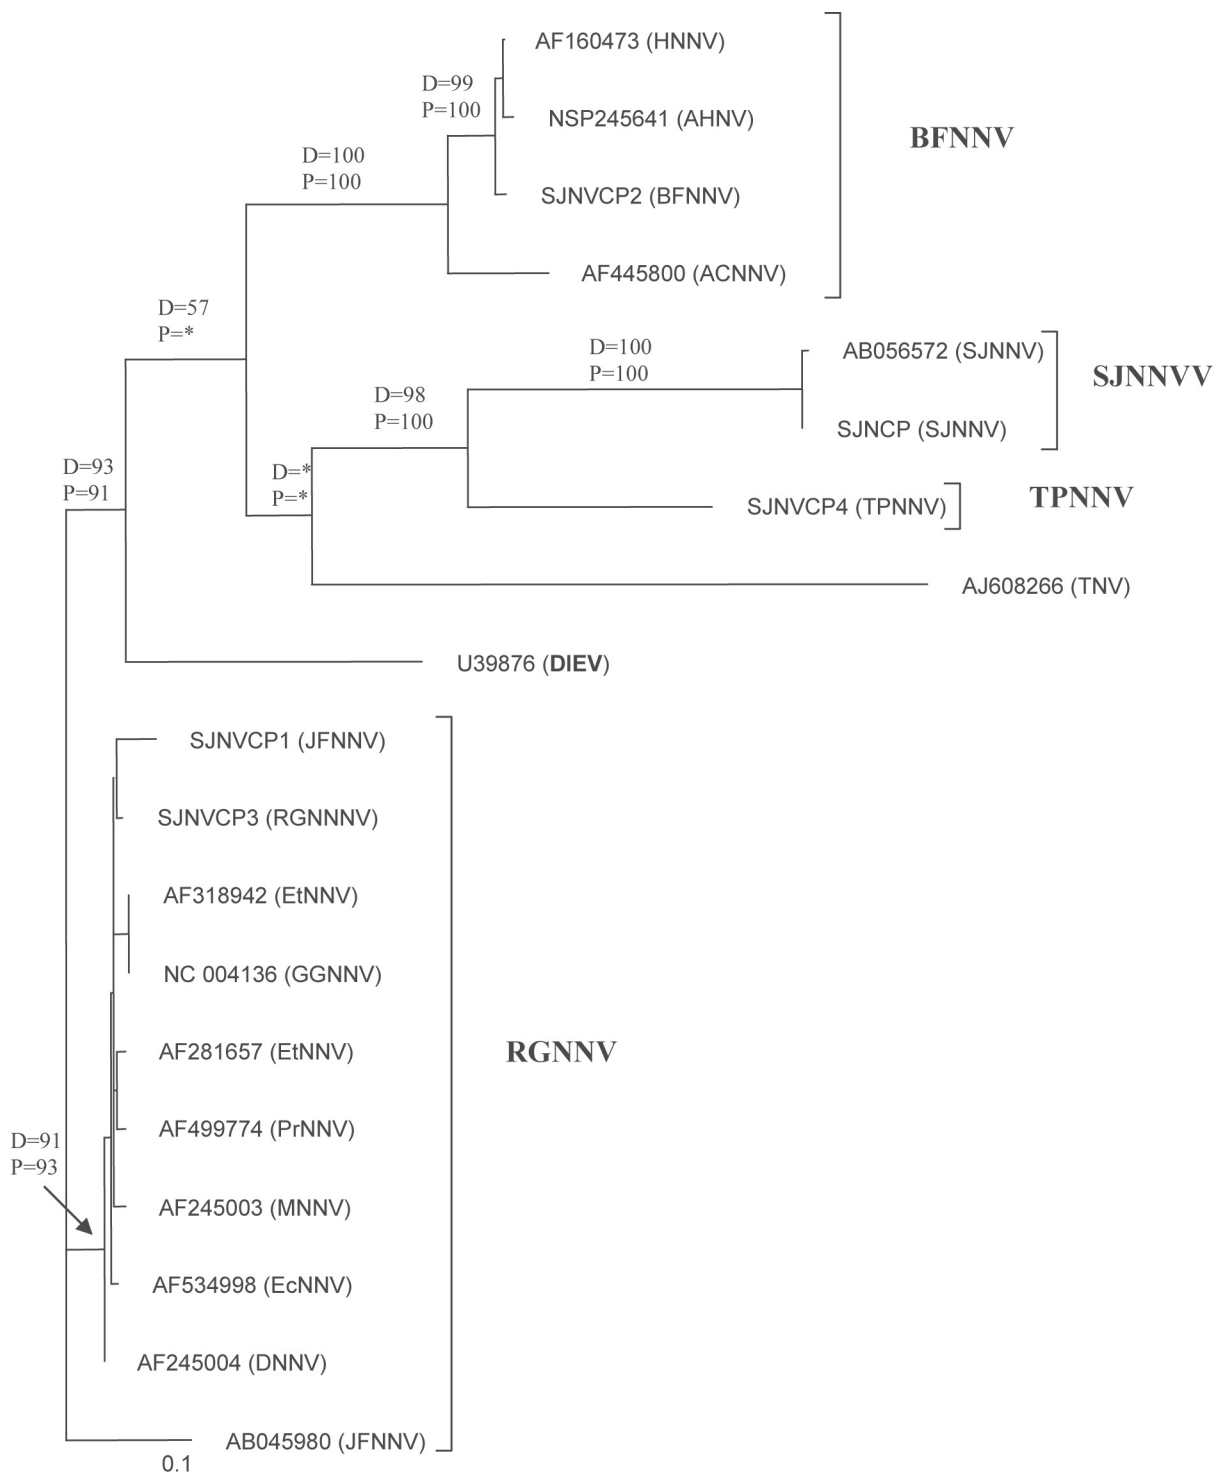 AF160473 (HNNV)
D=99
P=100
NSP245641 (AHNV)
BFNNV
D=100
P=100
SJNVCP2 (BFNNV)
AF445800 (ACNNV)
D=57
P=*
D=100
P=100
AB056572 (SJNNV)
SJNNVV
D=98
P=100
SJNCP (SJNNV)
D=93
P=91
D=*
P=*
SJNVCP4 (TPNNV)
TPNNV
AJ608266 (TNV)
U39876 (DIEV)
SJNVCP1 (JFNNV)
SJNVCP3 (RGNNNV)
AF318942 (EtNNV)
NC 004136 (GGNNV)
AF281657 (EtNNV)
RGNNV
AF499774 (PrNNV)
D=91
P=93
AF245003 (MNNV)
AF534998 (EcNNV)
AF245004 (DNNV)
AB045980 (JFNNV)
0.1